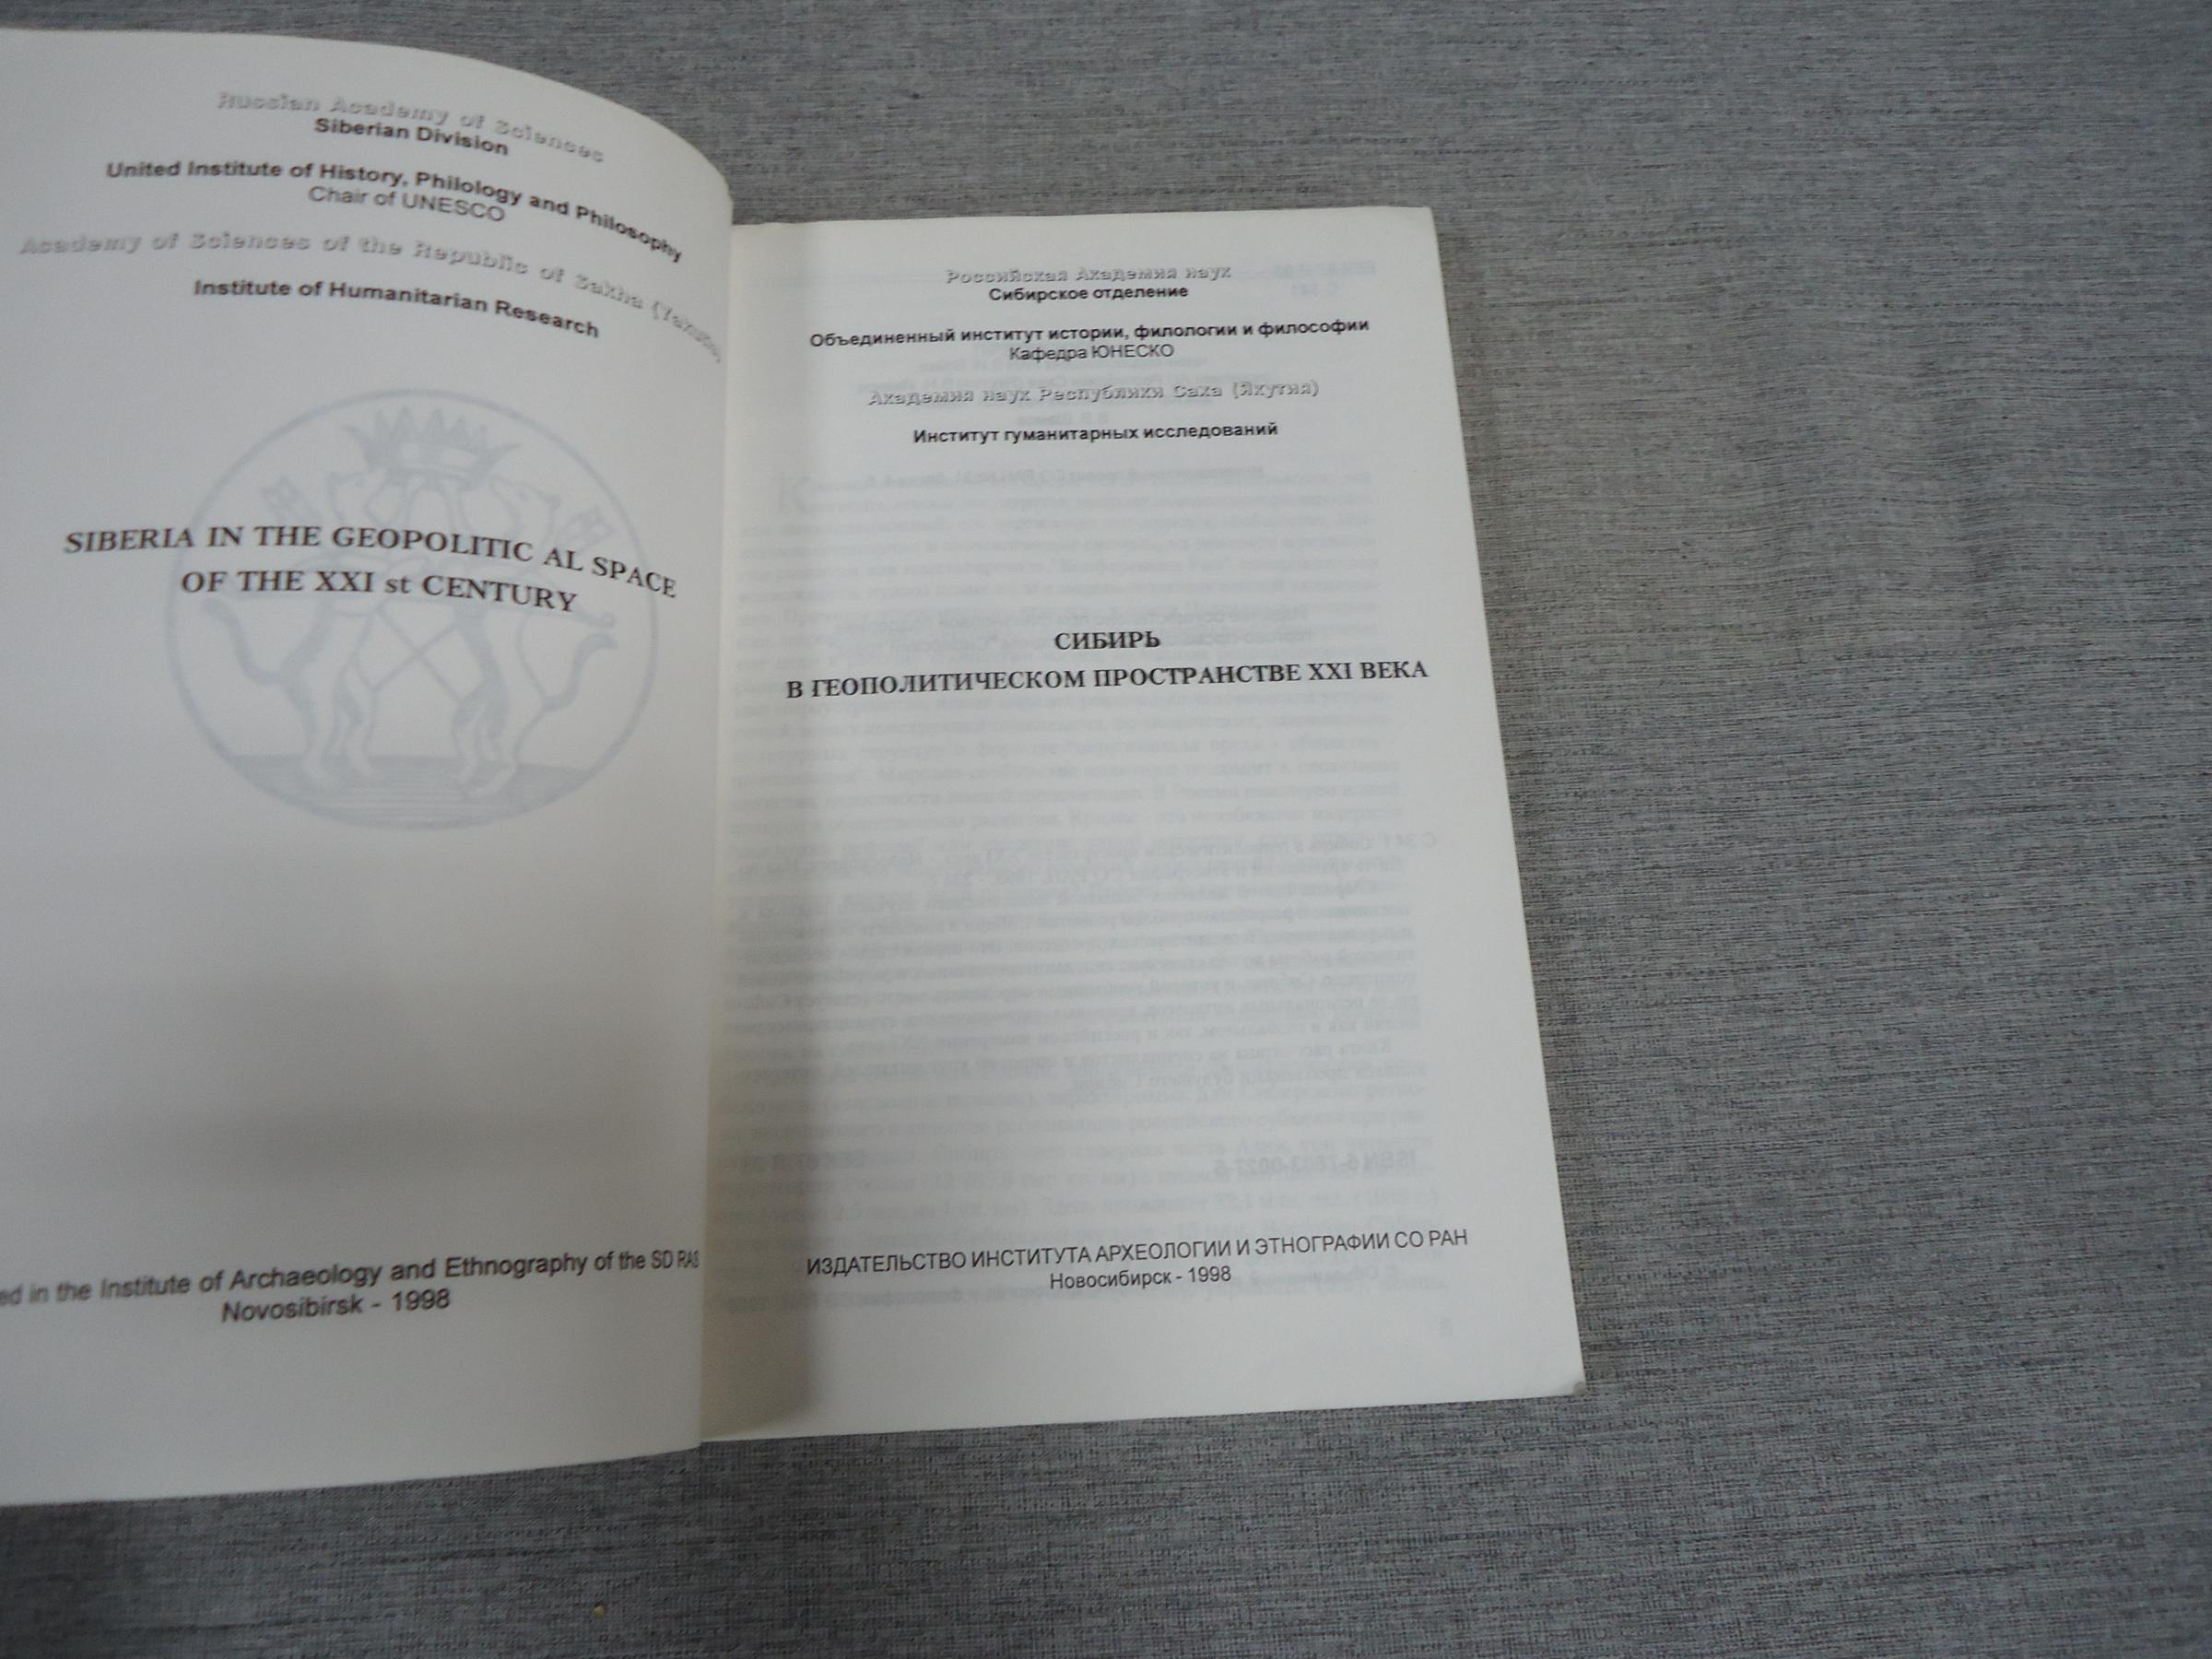 Russian Academy of Sciences
Siberian Division
United Institute of History, Philology and Philosophy
Chair of UNESCO
Academy of Sciences of the Republic of Sakha
Institute of Humanitarian Research
SIBERIA IN THE GEOPOLITIC AL SPACE
OF THE XXI st CENTURY
ed in the Institute of Archaeology and Ethnography of the SD RAS
Novosibirsk - 1998
Российская Академия наук
Сибирское отделение
Объединенный институт истории, филологии и философии
Кафедра ЮНЕСКО
Академия наук Республики Саха (Якутия)
Институт гуманитарных исследований
СИБИРЬ
В ГЕОПОЛИТИЧЕСКОМ ПРОСТРАНСТВЕ XXI ВЕКА
ИЗДАТЕЛЬСТВО ИНСТИТУТА АРХЕОЛОГИИ И ЭТНОГРАФИИ СО РАН
Новосибирск - 1998